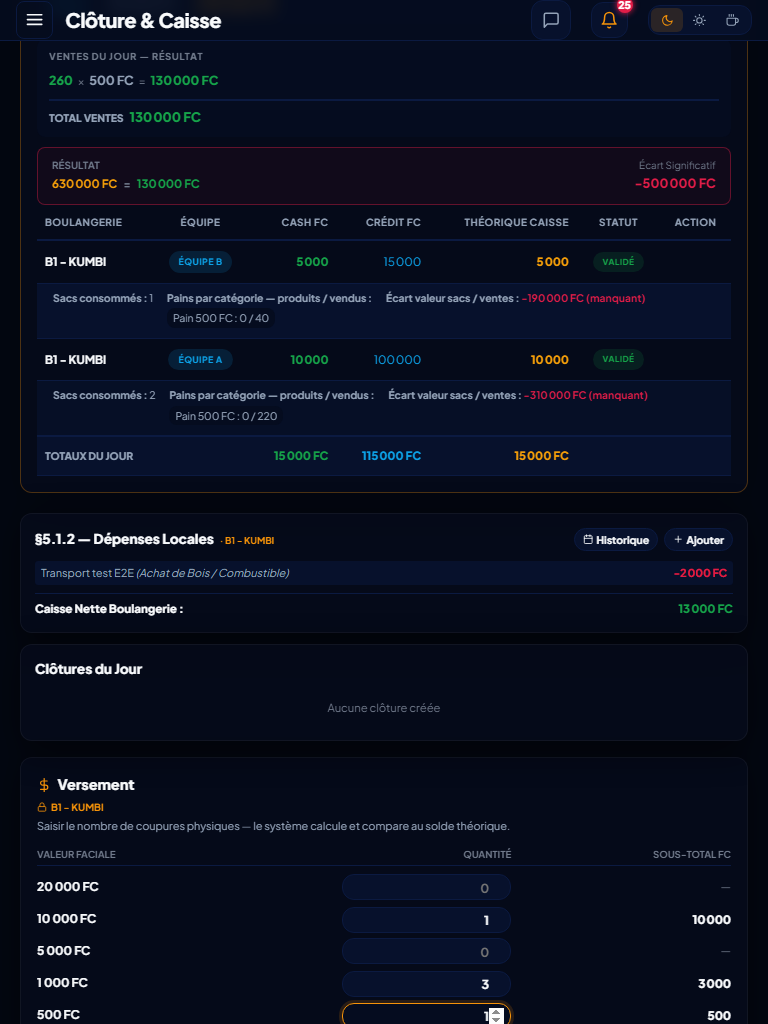 Clôture & Caisse
25
VENTES DU JOUR — RÉSULTAT
260 × 500 FC = 130 000 FC
TOTAL VENTES 130 000 FC
RÉSULTAT Écart Significatif
630 000 FC = 130 000 FC -500 000 FC
BOULANGERIE ÉQUIPE CASH FC CRÉDIT FC THÉORIQUE CAISSE STATUT ACTION
B1 - KUMBI ÉQUIPE B 5 000 15 000 5 000 VALIDÉ
Sacs consommés : 1 Pains par catégorie — produits / vendus : Écart valeur sacs / ventes : -190 000 FC (manquant)
Pain 500 FC : 0 / 40
B1 - KUMBI ÉQUIPE A 10 000 100 000 10 000 VALIDÉ
Sacs consommés : 2 Pains par catégorie — produits / vendus : Écart valeur sacs / ventes : -310 000 FC (manquant)
Pain 500 FC : 0 / 220
TOTAUX DU JOUR 15 000 FC 115 000 FC 15 000 FC
§5.1.2 — Dépenses Locales · B1 - KUMBI Historique + Ajouter
Transport test E2E (Achat de Bois / Combustible) -2 000 FC
Caisse Nette Boulangerie : 13 000 FC
Clôtures du Jour
Aucune clôture créée
$ Versement
B1 - KUMBI
Saisir le nombre de coupures physiques — le système calcule et compare au solde théorique.
VALEUR FACIALE QUANTITÉ SOUS-TOTAL FC
20 000 FC 0 —
10 000 FC 1 10 000
5 000 FC 0 —
1 000 FC 3 3 000
500 FC 1 500